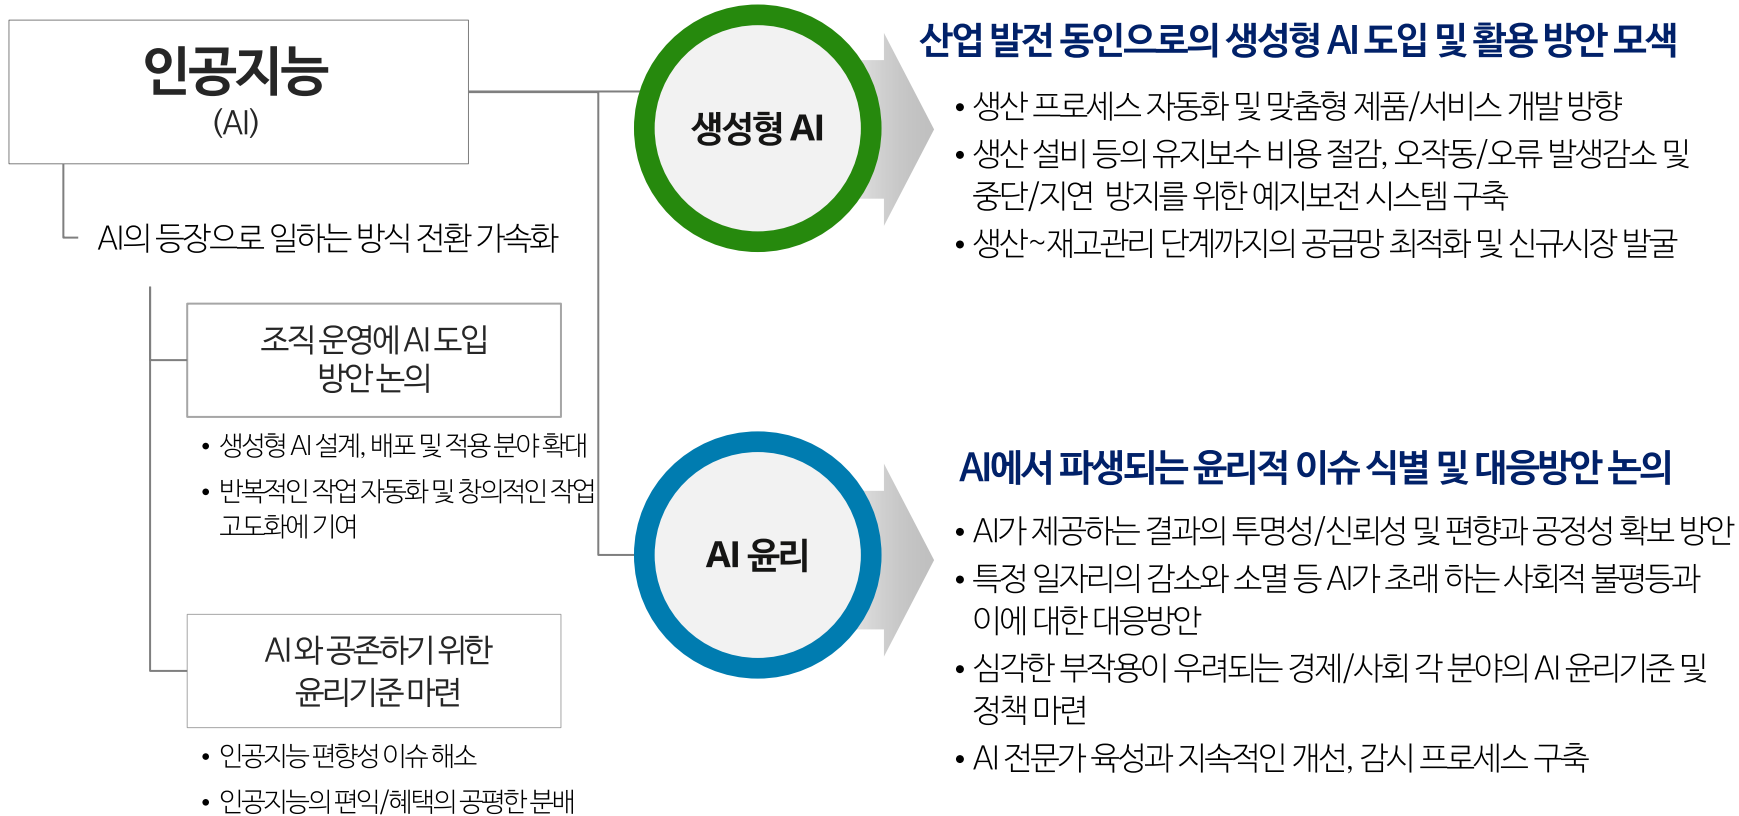 인공지능
(AI)
AI의 등장으로 일하는 방식 전환 가속화
조직 운영에 AI 도입
방안 논의
• 생성형 AI 설계, 배포 및 적용 분야 확대
• 반복적인 작업 자동화 및 창의적인 작업
고도화에 기여
AI 와 공존하기 위한
윤리기준 마련
• 인공지능 편향성 이슈 해소
• 인공지능의 편익/혜택의 공평한 분배
생성형 AI
산업 발전 동인으로의 생성형 AI 도입 및 활용 방안 모색
• 생산 프로세스 자동화 및 맞춤형 제품/서비스 개발 방향
• 생산 설비 등의 유지보수 비용 절감, 오작동/오류 발생감소 및
중단/지연 방지를 위한 예지보전 시스템 구축
• 생산~재고관리 단계까지의 공급망 최적화 및 신규시장 발굴
AI 윤리
AI에서 파생되는 윤리적 이슈 식별 및 대응방안 논의
• AI가 제공하는 결과의 투명성/신뢰성 및 편향과 공정성 확보 방안
• 특정 일자리의 감소와 소멸 등 AI가 초래 하는 사회적 불평등과
이에 대한 대응방안
• 심각한 부작용이 우려되는 경제/사회 각 분야의 AI 윤리기준 및
정책 마련
• AI 전문가 육성과 지속적인 개선, 감시 프로세스 구축